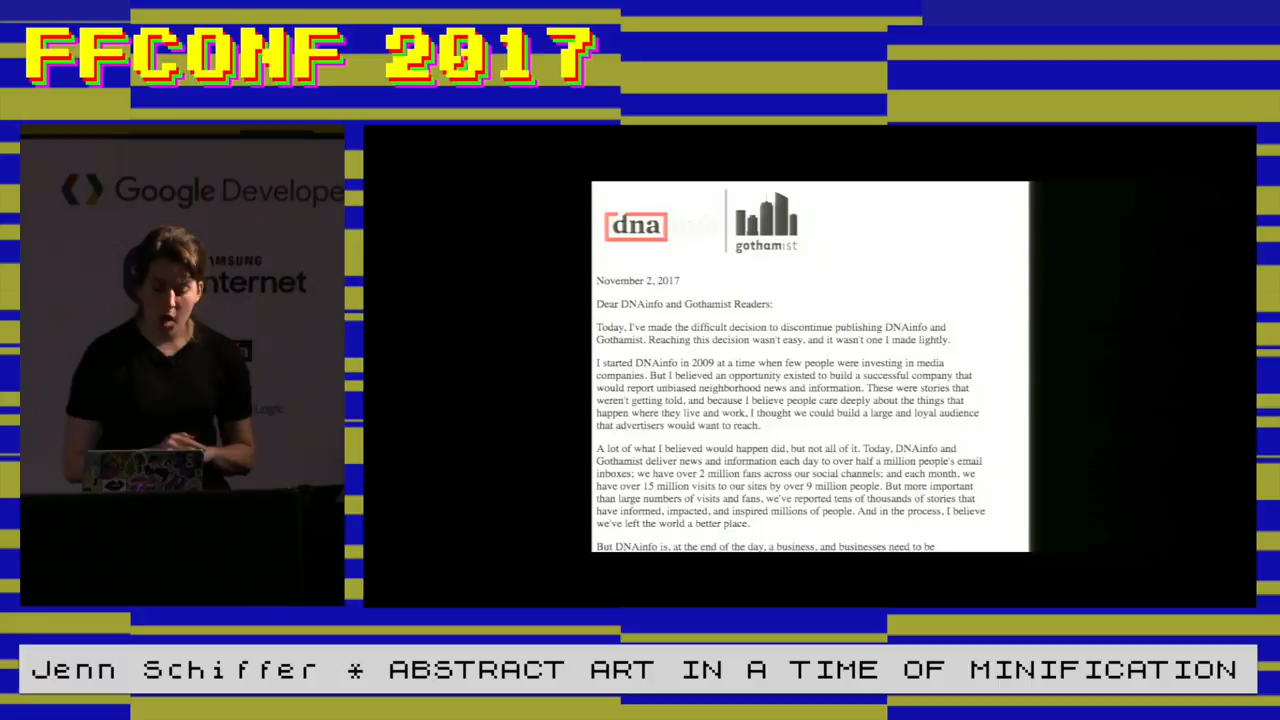 FFCONF 2017
Google Develope
MSUNG
nternet
Logic
dna
gothamist
November 2, 2017
Dear DNAinfo and Gothamist Readers:
Today, I've made the difficult decision to discontinue publishing DNAinfo and
Gothamist. Reaching this decision wasn't easy, and it wasn't one I made lightly.
I started DNAinfo in 2009 at a time when few people were investing in media
companies. But I believed an opportunity existed to build a successful company that
would report unbiased neighborhood news and information. These were stories that
weren't getting told, and because I believe people care deeply about the things that
happen where they live and work, I thought we could build a large and loyal audience
that advertisers would want to reach.
A lot of what I believed would happen did, but not all of it. Today, DNAinfo and
Gothamist deliver news and information each day to over half a million people's email
inboxes; we have over 2 million fans across our social channels; and each month, we
have over 15 million visits to our sites by over 9 million people. But more important
than large numbers of visits and fans, we've reported tens of thousands of stories that
have informed, impacted, and inspired millions of people. And in the process, I believe
we've left the world a better place.
But DNAinfo is, at the end of the day, a business, and businesses need to be
Jenn Schiffer * ABSTRACT ART IN A TIME OF MINIFICATION